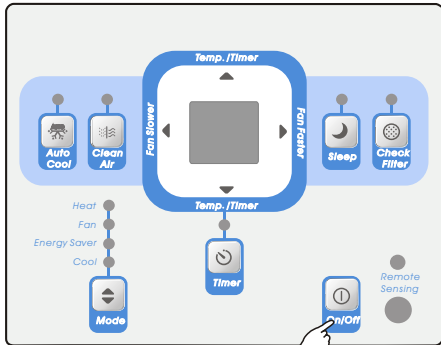 Temp./Timer
Fan Slower
Fan Faster
Auto
Cool
Clean
Air
Sleep
Check
Filter
Temp./Timer
Heat
Fan
Energy Saver
Cool
Mode
Timer
On/Off
Remote
Sensing